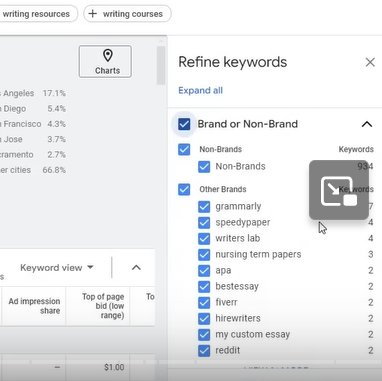 writing resources
+ writing courses
Charts
Angeles 17.1%
Diego 5.4%
Francisco 4.3%
Jose 3.7%
cramento 2.7%
er cities 66.8%
Keyword view
Ad impression share
Top of page bid (low range)
To
— $1.00
Refine keywords
Expand all
Brand or Non-Brand
Non-Brands Keywords
Non-Brands 934
Other Brands Keywords
grammarly 7
speedypaper 4
writers lab 4
nursing term papers 3
apa 2
bestessay 2
fiverr 2
hirewriters 2
my custom essay 2
reddit 2